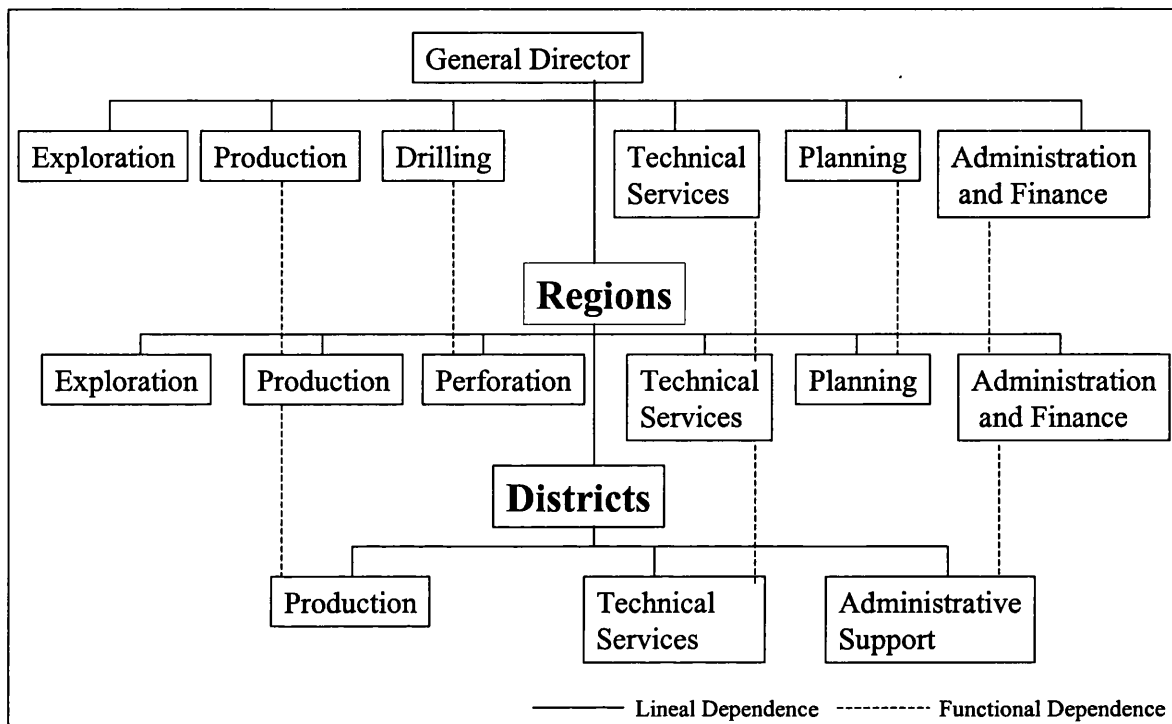 General Director
Exploration
Production
Drilling
Technical
Services
Planning
Administration
and Finance
Regions
Exploration
Production
Perforation
Technical
Services
Planning
Administration
and Finance
Districts
Production
Technical
Services
Administrative
Support
Lineal Dependence
Functional Dependence